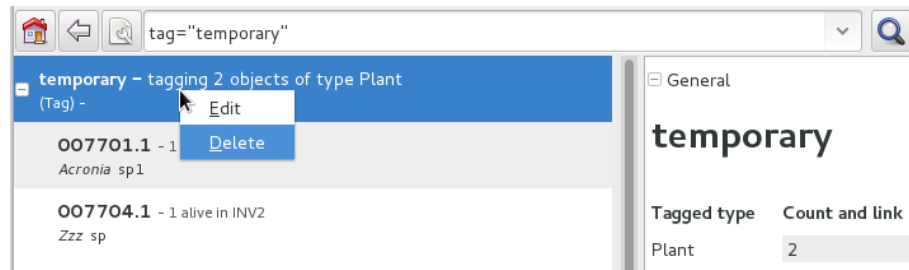 tag="temporary"
temporary – tagging 2 objects of type Plant
(Tag) -
Edit
Delete
007701.1 - 1
Acronia sp1
007704.1 - 1 alive in INV2
Zzz sp
General
temporary
Tagged type Count and link
Plant 2